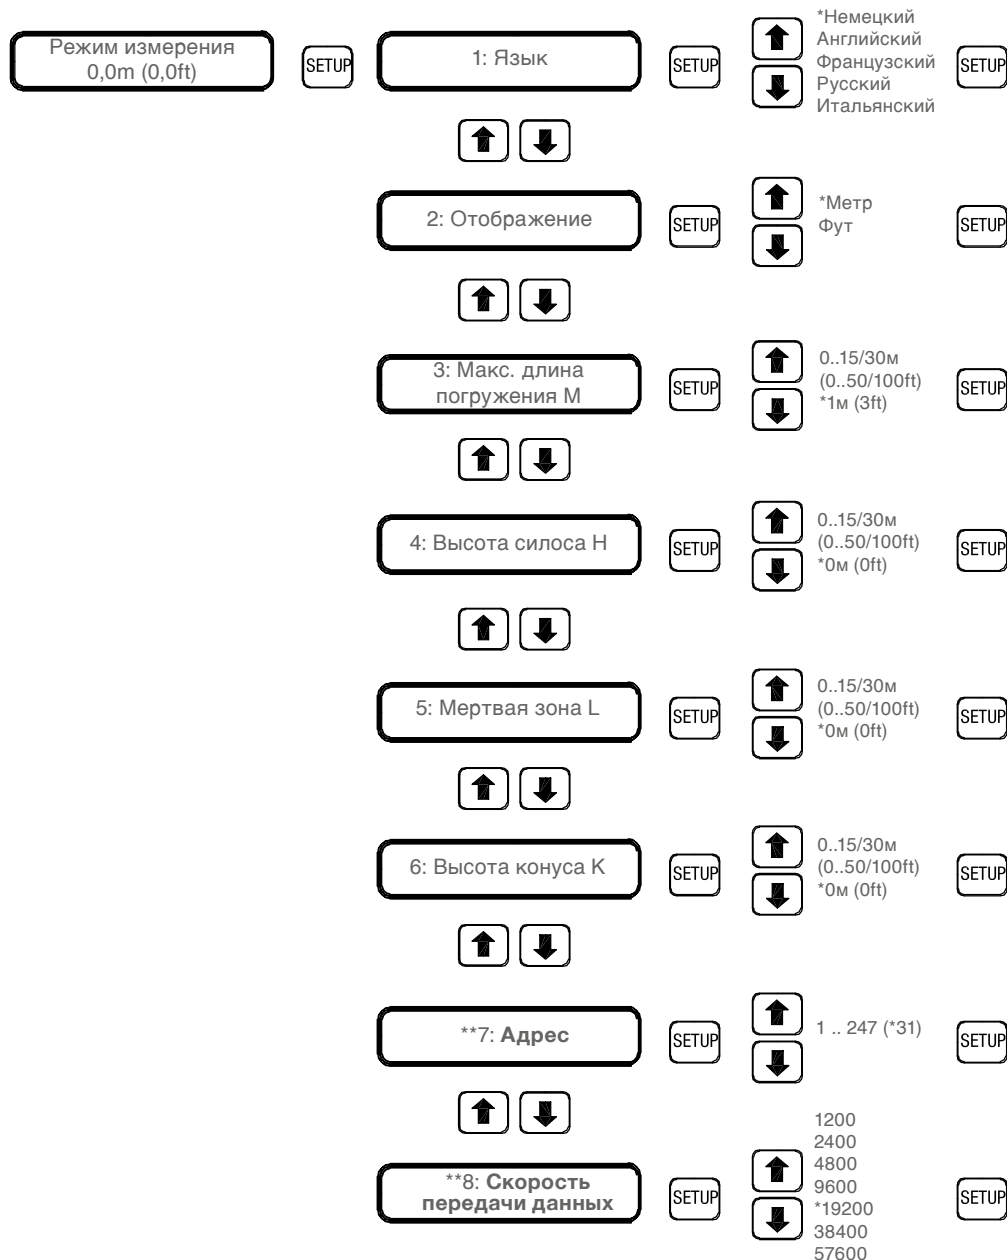 Режим измерения
0,0m (0,0ft)
SETUP
1: Язык
SETUP
*Немецкий
Английский
Французский
Русский
Итальянский
SETUP
2: Отображение
SETUP
*Метр
Фут
SETUP
3: Макс. длина
погружения М
SETUP
0..15/30м
(0..50/100ft)
*1м (3ft)
SETUP
4: Высота силоса Н
SETUP
0..15/30м
(0..50/100ft)
*0м (0ft)
SETUP
5: Мертвая зона L
SETUP
0..15/30м
(0..50/100ft)
*0м (0ft)
SETUP
6: Высота конуса К
SETUP
0..15/30м
(0..50/100ft)
*0м (0ft)
SETUP
**7: Адрес
SETUP
1 .. 247 (*31)
SETUP
**8: Скорость
передачи данных
SETUP
1200
2400
4800
9600
*19200
38400
57600
SETUP